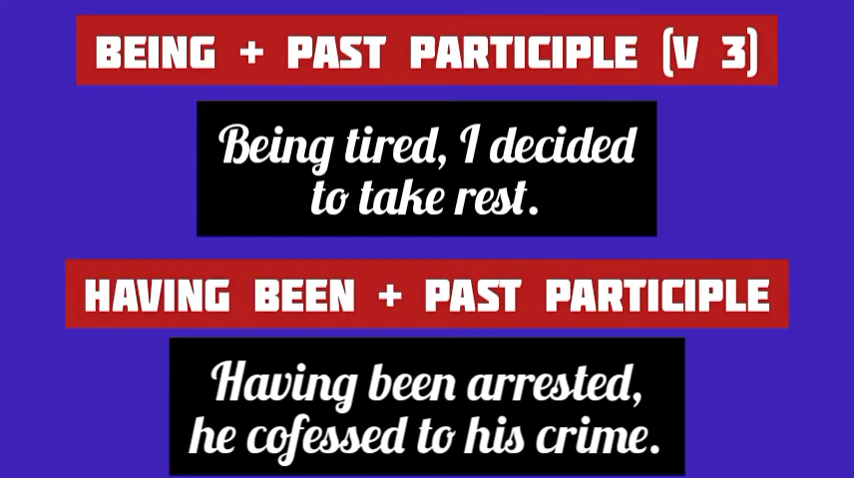 BEING + PAST PARTICIPLE (V 3)
Being tired, I decided
to take rest.
HAVING BEEN + PAST PARTICIPLE
Having been arrested,
he cofessed to his crime.